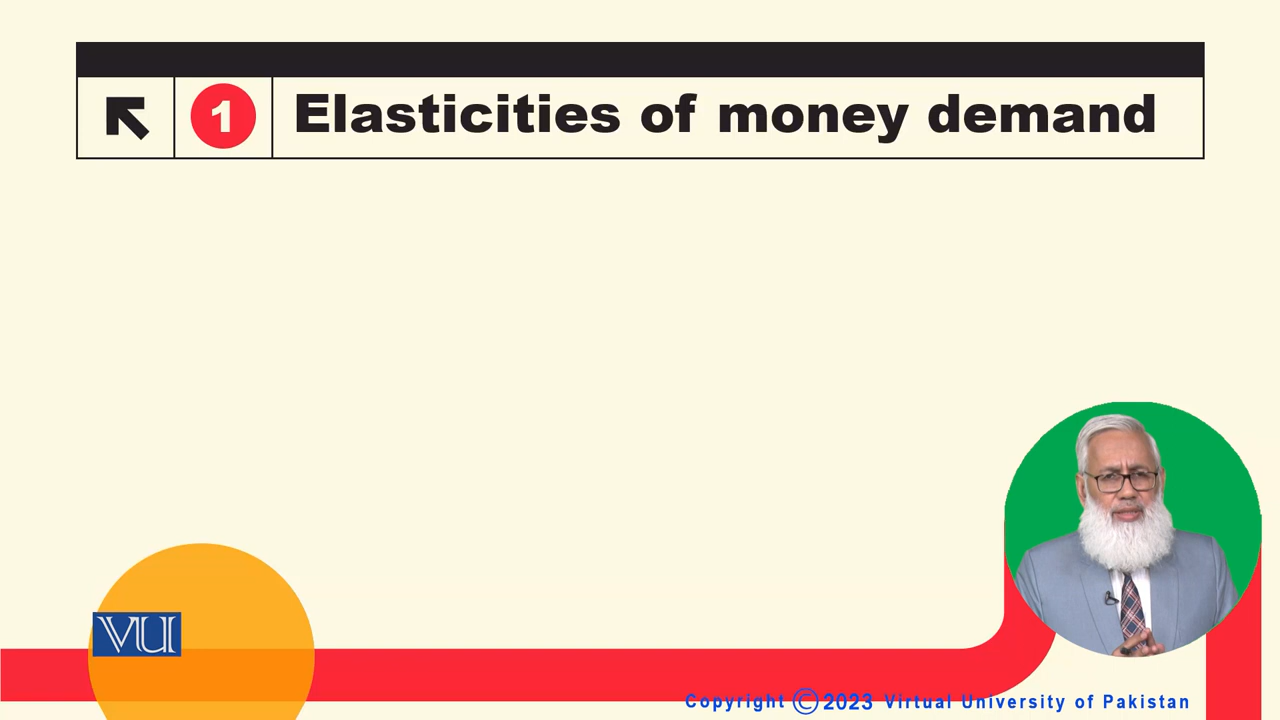 1 Elasticities of money demand
VU
Copyright © 2023 Virtual University of Pakistan